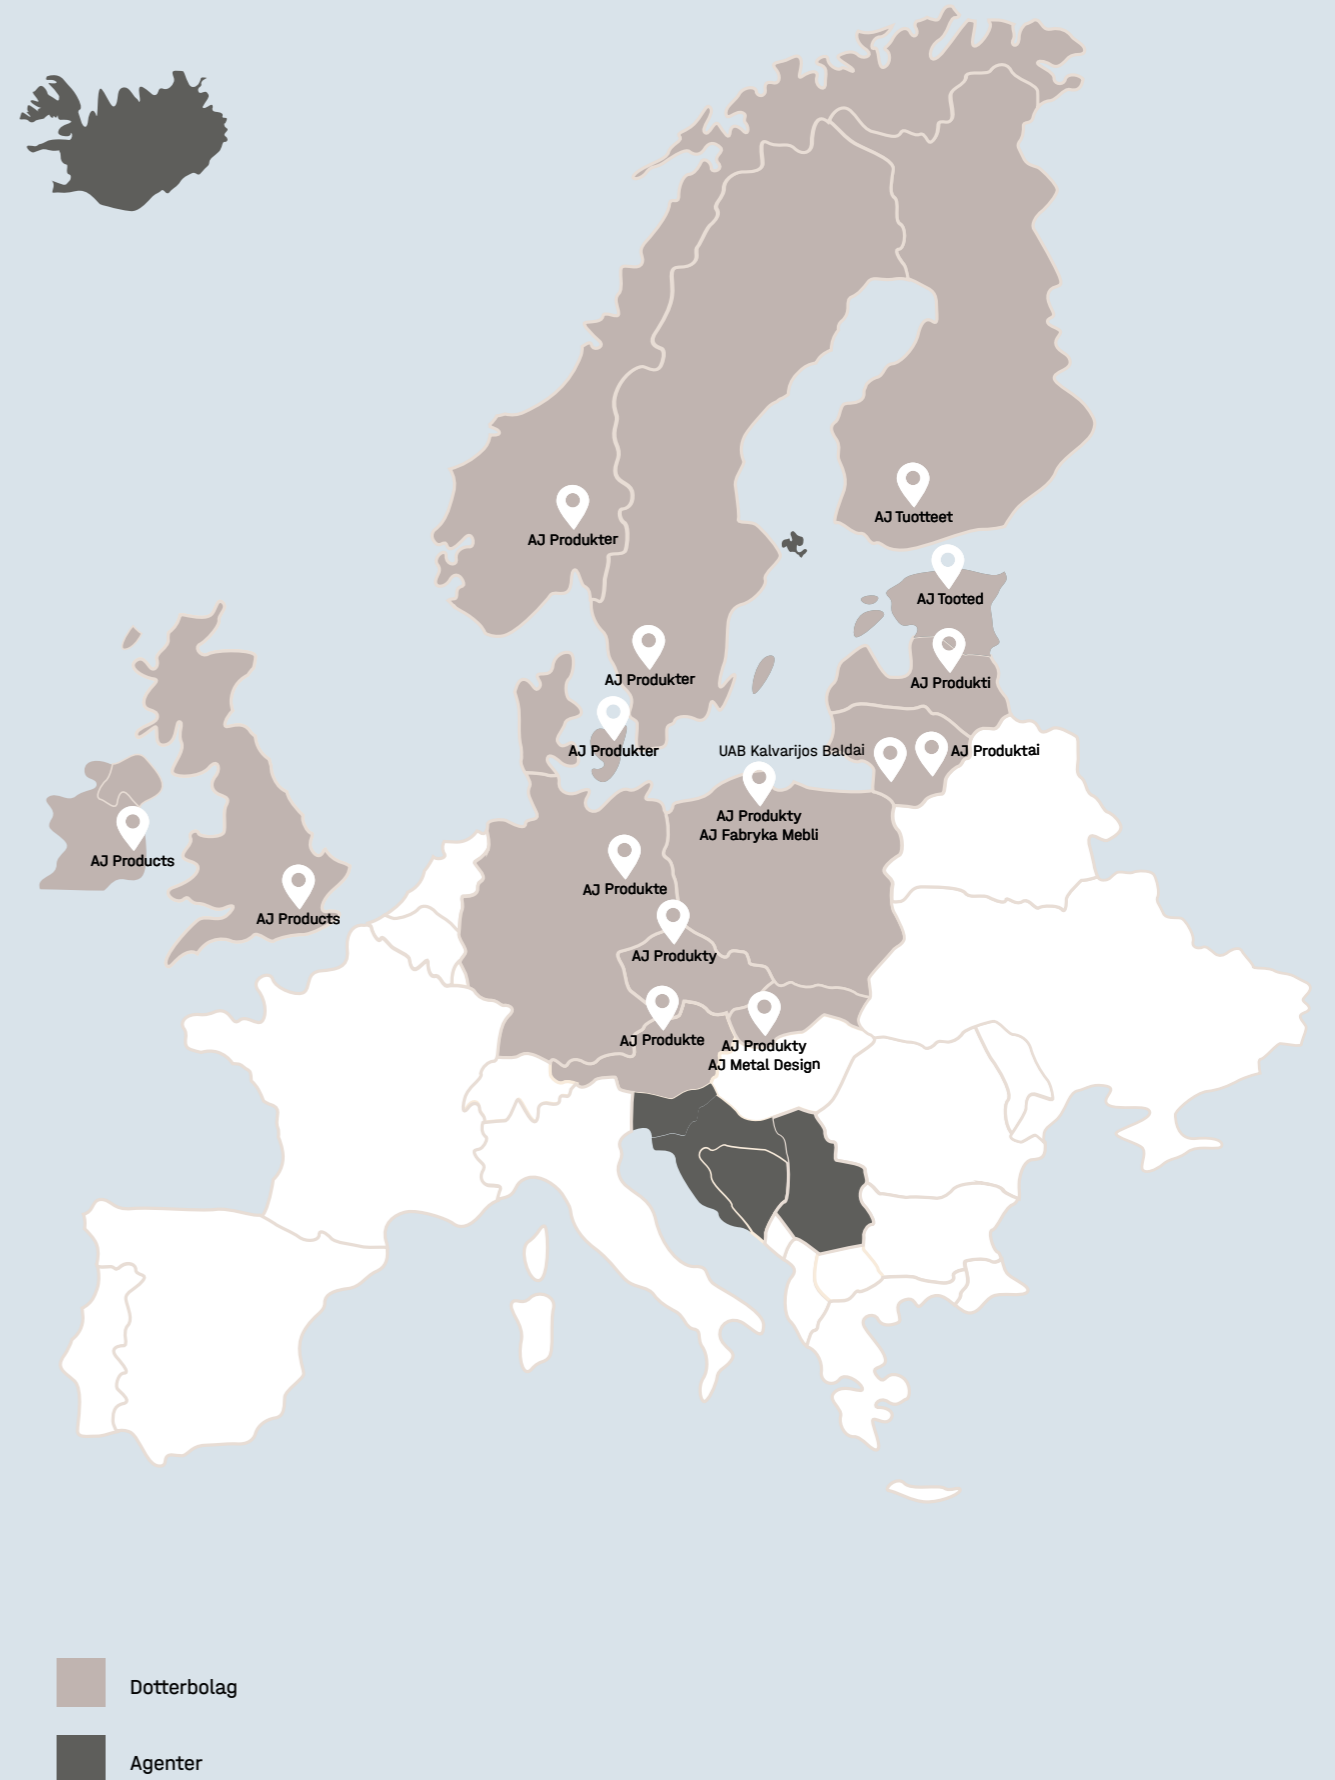 AJ Tuotteet
AJ Produkter
AJ Tooted
AJ Produkter
AJ Produkti
AJ Produkter
UAB Kalvarijos Baldai
AJ Produktai
AJ Produkty
AJ Fabryka Mebli
AJ Products
AJ Produkte
AJ Products
AJ Produkty
AJ Produkte
AJ Produkty
AJ Metal Design
Dotterbolag
Agenter